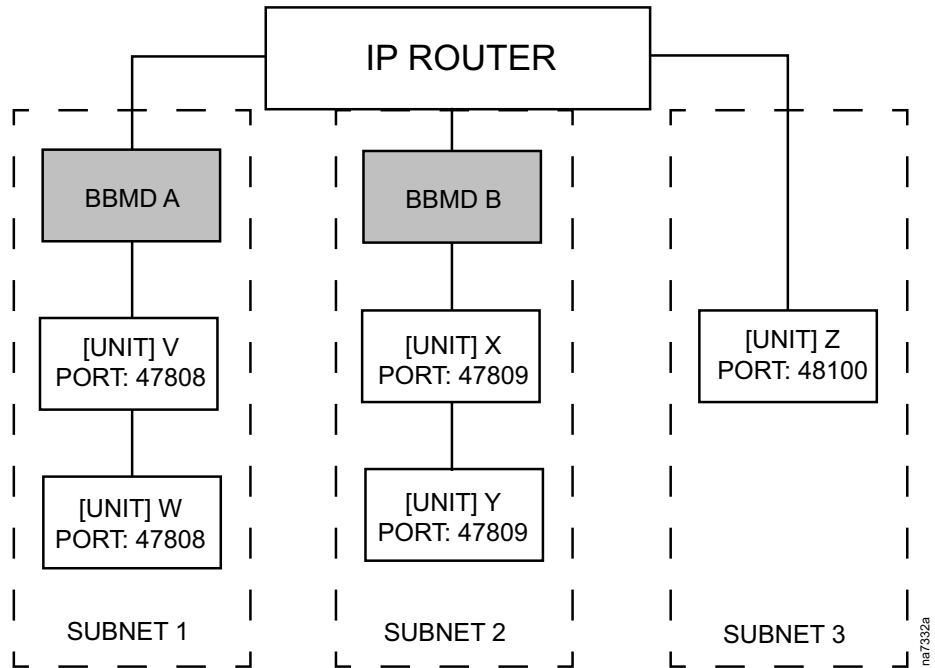 IP ROUTER
BBMD A
[UNIT] V
PORT: 47808
[UNIT] W
PORT: 47808
SUBNET 1
BBMD B
[UNIT] X
PORT: 47809
[UNIT] Y
PORT: 47809
SUBNET 2
[UNIT] Z
PORT: 48100
SUBNET 3
na7332a